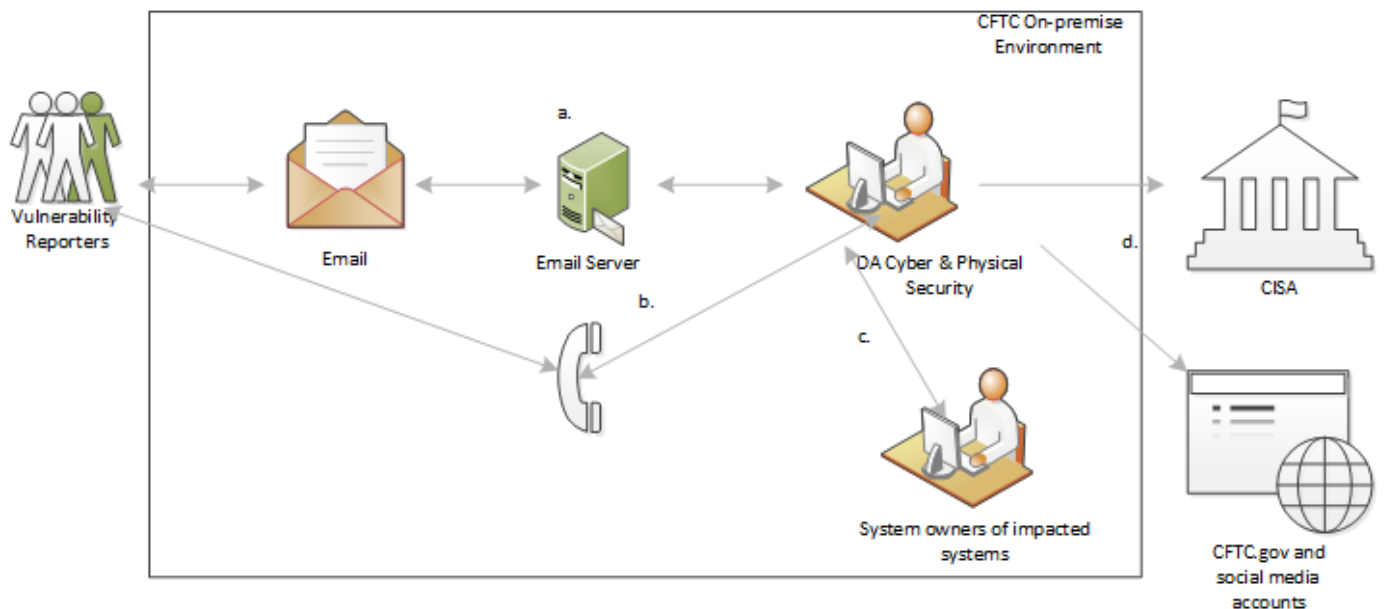 CFTC On-premise
Environment
a.
Vulnerability
Reporters
Email
Email Server
DA Cyber & Physical
Security
d.
CISA
b.
c.
System owners of impacted
systems
CFTC.gov and
social media
accounts